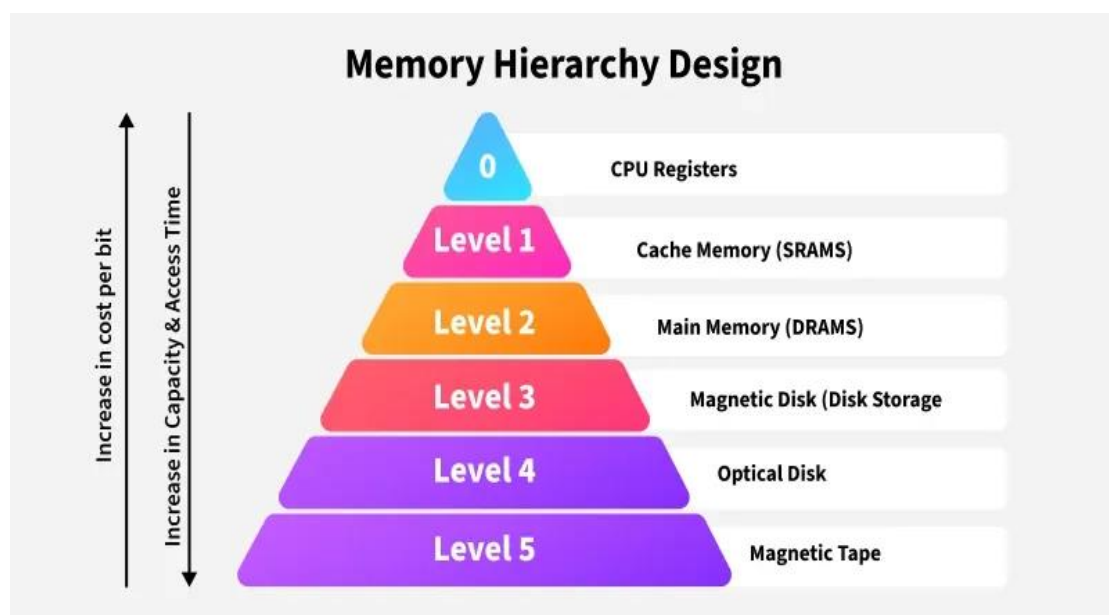 Memory Hierarchy Design
Increase in cost per bit
Increase in Capacity & Access Time
0
CPU Registers
Level 1
Cache Memory (SRAMS)
Level 2
Main Memory (DRAMS)
Level 3
Magnetic Disk (Disk Storage
Level 4
Optical Disk
Level 5
Magnetic Tape